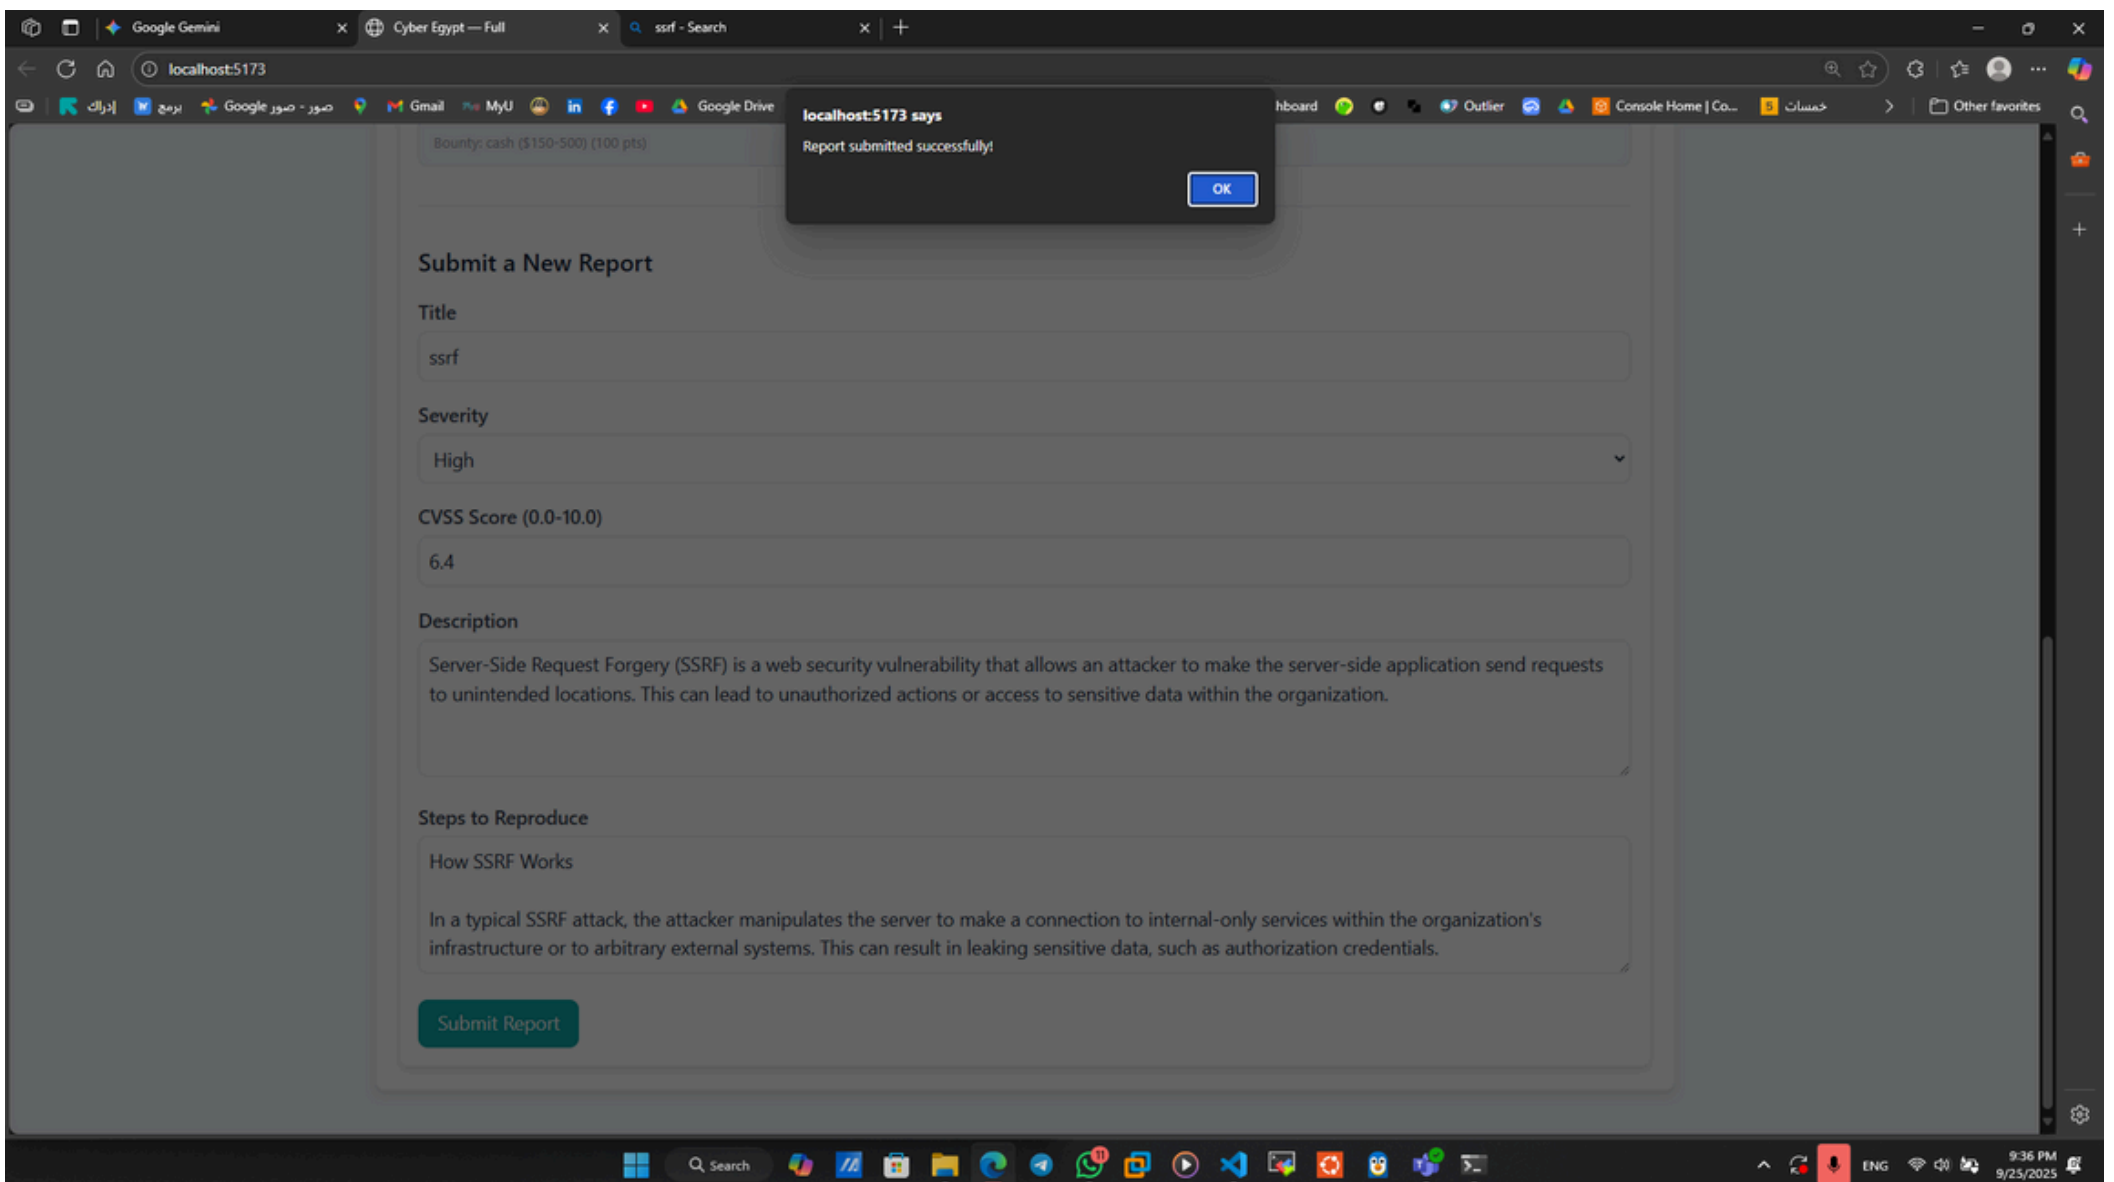 Google Gemini
Cyber Egypt — Full
ssrf - Search
localhost:5173
إدراك
برمج
صور - صور Google
Gmail
MyU
Google Drive
hboard
Outlier
Console Home | Co...
خمسات
Other favorites
localhost:5173 says
Report submitted successfully!
OK
Bounty: cash ($150-500) (100 pts)
Submit a New Report
Title
ssrf
Severity
High
CVSS Score (0.0-10.0)
6.4
Description
Server-Side Request Forgery (SSRF) is a web security vulnerability that allows an attacker to make the server-side application send requests
to unintended locations. This can lead to unauthorized actions or access to sensitive data within the organization.
Steps to Reproduce
How SSRF Works
In a typical SSRF attack, the attacker manipulates the server to make a connection to internal-only services within the organization's
infrastructure or to arbitrary external systems. This can result in leaking sensitive data, such as authorization credentials.
Submit Report
Search
11
ENG
9:36 PM
9/25/2025